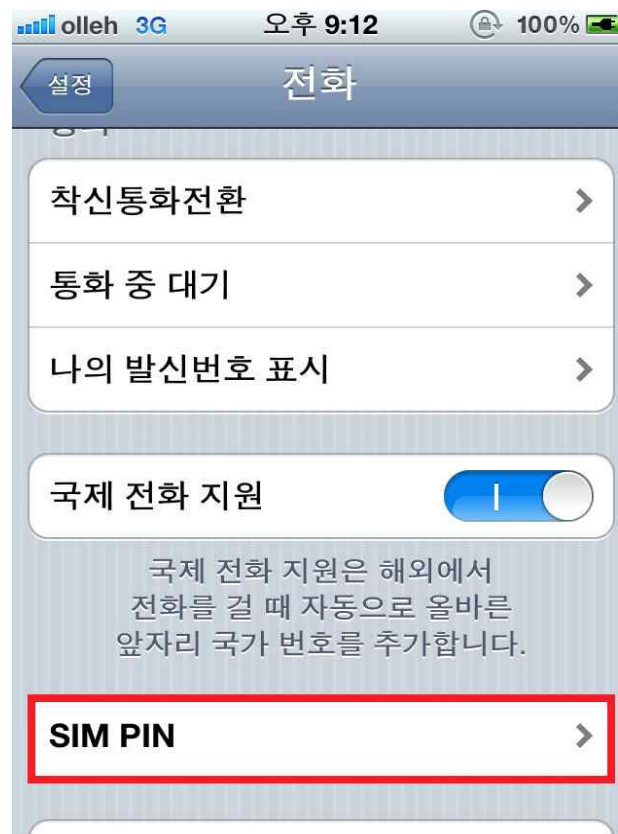 olleh 3G 오후 9:12 100%
설정 전화
착신통화전환
통화 중 대기
나의 발신번호 표시
국제 전화 지원
국제 전화 지원은 해외에서
전화를 걸 때 자동으로 올바른
앞자리 국가 번호를 추가합니다.
SIM PIN